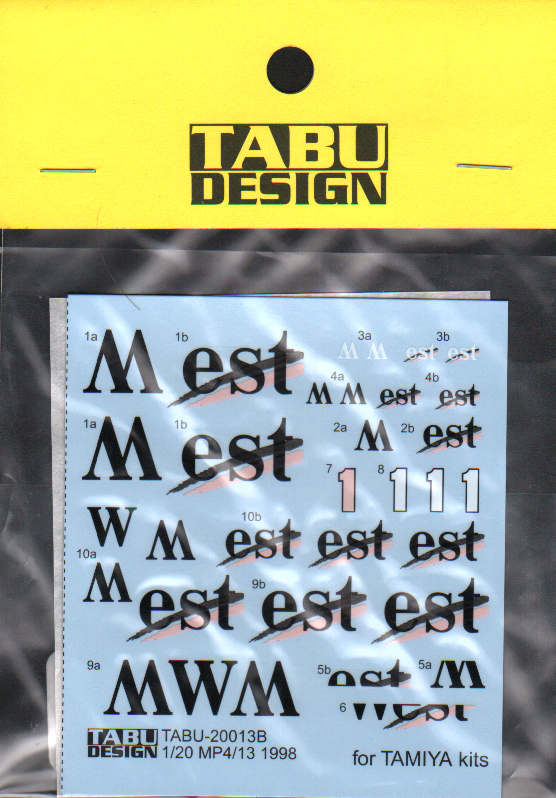 TABU
DESIGN
1a M 1b est 3a M M 3b est est
4a M M est 4b est
1a M 1b est 2a M 2b est
7 1 8 1 1 1
W M 10b est est est
10a M est 9b est est
9a MWM 5b est 5a M
6 West
TABU DESIGN TABU-20013B
1/20 MP4/13 1998
for TAMIYA kits